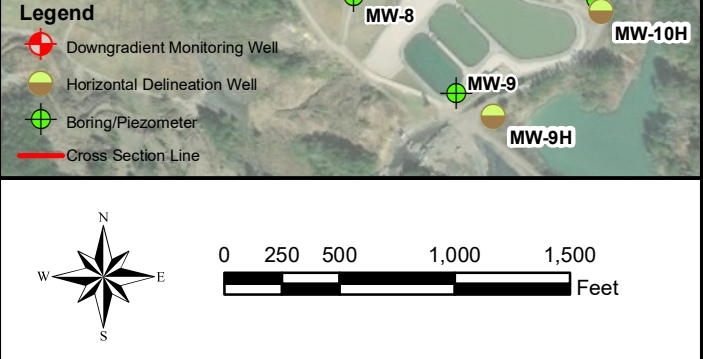 Legend
MW-8
MW-10H
Downgradient Monitoring Well
Horizontal Delineation Well
MW-9
Boring/Piezometer
MW-9H
Cross Section Line
N
W
E
S
0 250 500 1,000 1,500
Feet